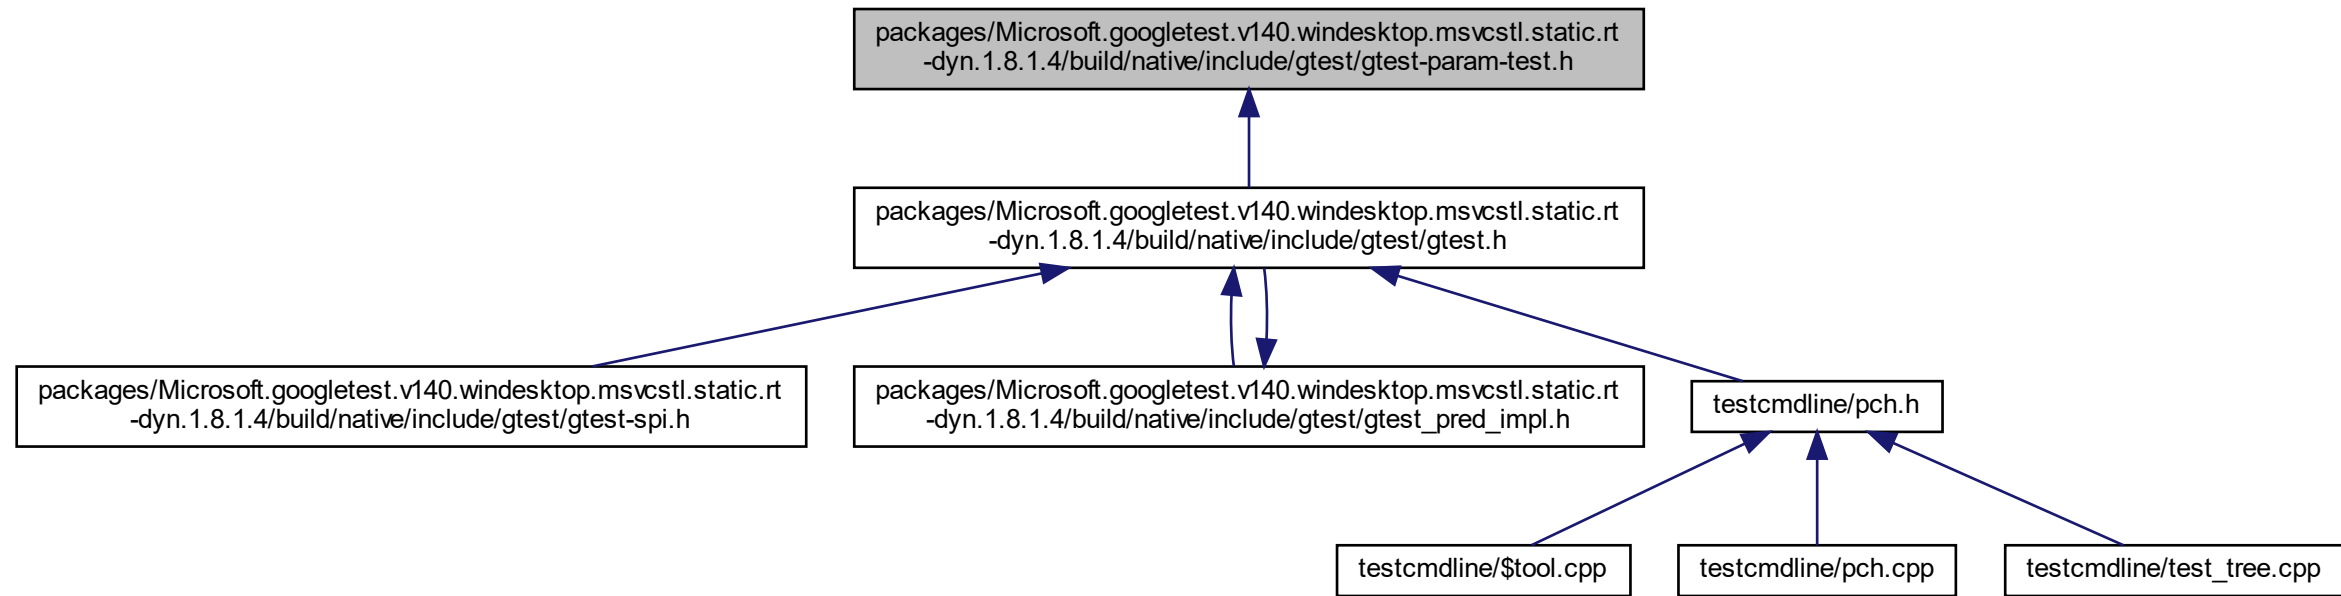 packages/Microsoft.googletest.v140.windesktop.msvcstl.static.rt
-dyn.1.8.1.4/build/native/include/gtest/gtest-param-test.h
packages/Microsoft.googletest.v140.windesktop.msvcstl.static.rt
-dyn.1.8.1.4/build/native/include/gtest/gtest.h
packages/Microsoft.googletest.v140.windesktop.msvcstl.static.rt
-dyn.1.8.1.4/build/native/include/gtest/gtest-spi.h
packages/Microsoft.googletest.v140.windesktop.msvcstl.static.rt
-dyn.1.8.1.4/build/native/include/gtest/gtest_pred_impl.h
testcmdline/pch.h
testcmdline/$tool.cpp
testcmdline/pch.cpp
testcmdline/test_tree.cpp